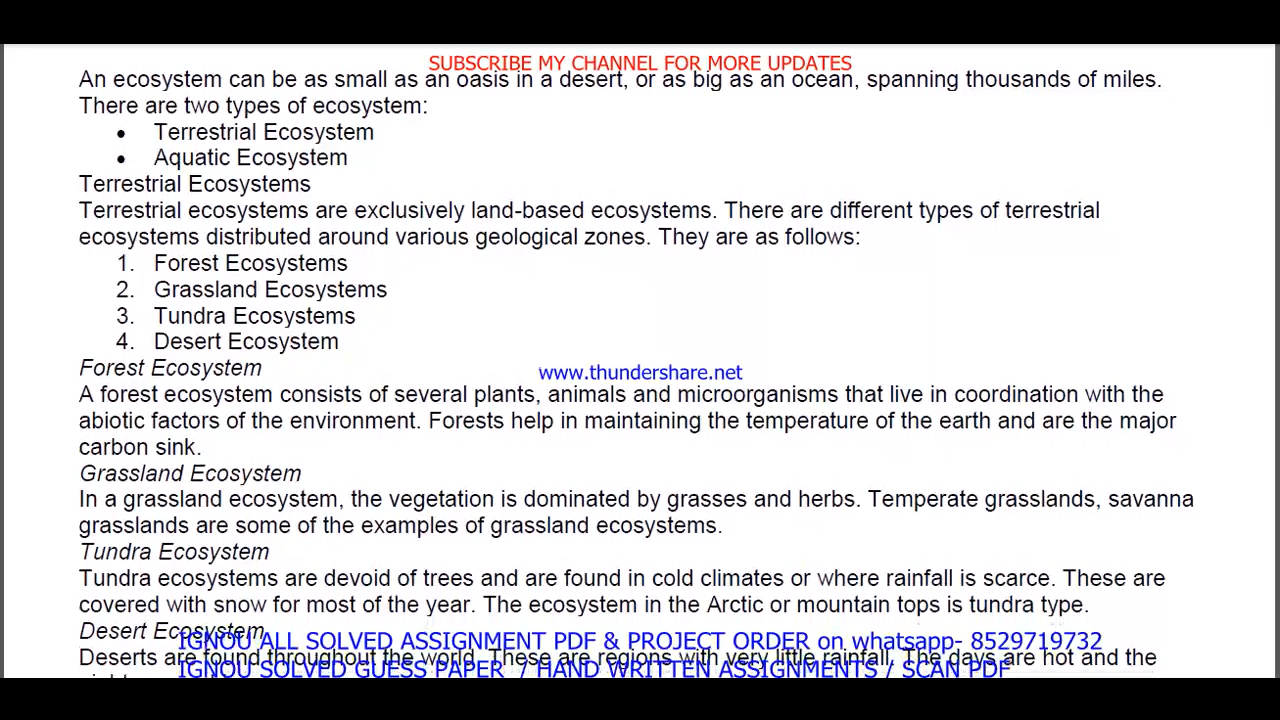 SUBSCRIBE MY CHANNEL FOR MORE UPDATES
An ecosystem can be as small as an oasis in a desert, or as big as an ocean, spanning thousands of miles.
There are two types of ecosystem:
• Terrestrial Ecosystem
• Aquatic Ecosystem
Terrestrial Ecosystems
Terrestrial ecosystems are exclusively land-based ecosystems. There are different types of terrestrial
ecosystems distributed around various geological zones. They are as follows:
1. Forest Ecosystems
2. Grassland Ecosystems
3. Tundra Ecosystems
4. Desert Ecosystem
Forest Ecosystem
www.thundershare.net
A forest ecosystem consists of several plants, animals and microorganisms that live in coordination with the
abiotic factors of the environment. Forests help in maintaining the temperature of the earth and are the major
carbon sink.
Grassland Ecosystem
In a grassland ecosystem, the vegetation is dominated by grasses and herbs. Temperate grasslands, savanna
grasslands are some of the examples of grassland ecosystems.
Tundra Ecosystem
Tundra ecosystems are devoid of trees and are found in cold climates or where rainfall is scarce. These are
covered with snow for most of the year. The ecosystem in the Arctic or mountain tops is tundra type.
Desert Ecosystem
IGNOU ALL SOLVED ASSIGNMENT PDF & PROJECT ORDER on whatsapp- 8529719732
Deserts are found throughout the world. These are regions with very little rainfall. The days are hot and the
IGNOU SOLVED GUESS PAPER / HAND WRITTEN ASSIGNMENTS / SCAN PDF